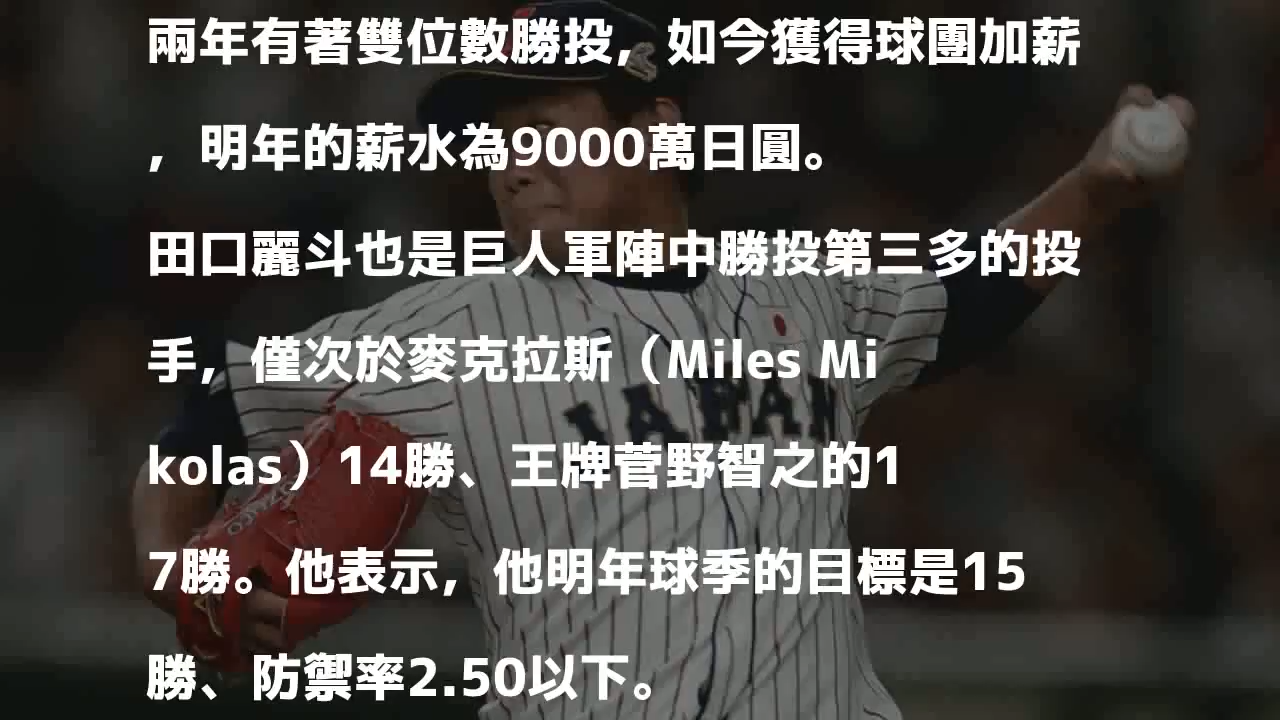 兩年有著雙位數勝投，如今獲得球團加薪
，明年的薪水為9000萬日圓。
田口麗斗也是巨人軍陣中勝投第三多的投
手，僅次於麥克拉斯（Miles Mi
kolas）14勝、王牌菅野智之的1
7勝。他表示，他明年球季的目標是15
勝、防禦率2.50以下。
JAPAN